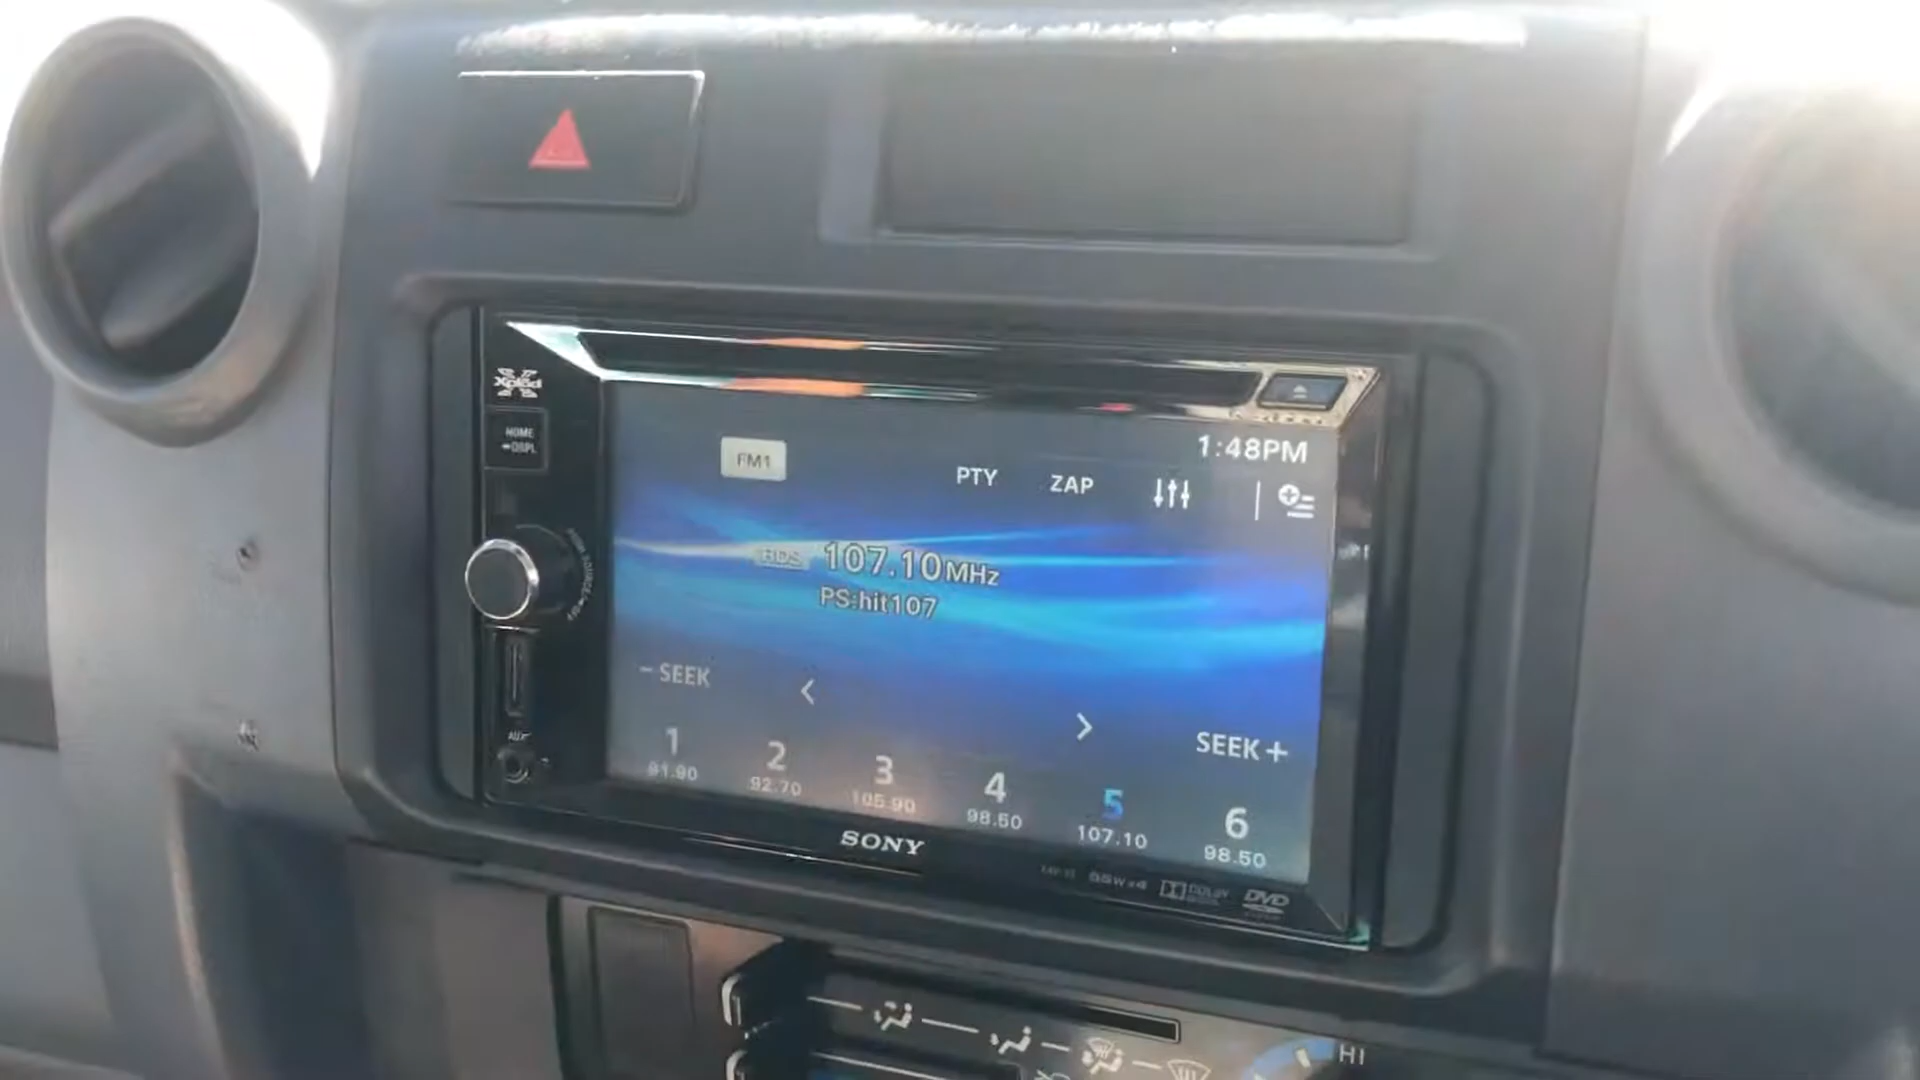 Xplod
HOME
DSPL
1:48PM
FM1
PTY
ZAP
RDS 107.10MHz
PS:hit107
– SEEK
<
>
SEEK +
1
91.90
2
92.70
3
105.90
4
98.50
5
107.10
6
98.50
AUX
SONY
55W×4
DOLBY
DVD
HI